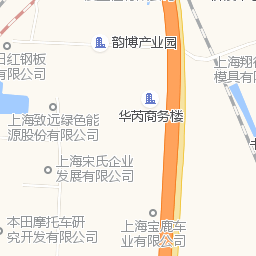 韵博产业园
日红钢板
有限公司
上海翔
模具有限
华芮商务楼
上海致远绿色能
源股份有限公司
上海宋氏企业
发展有限公司
上海宝鹿车
业有限公司
本田摩托车研
究开发有限公司